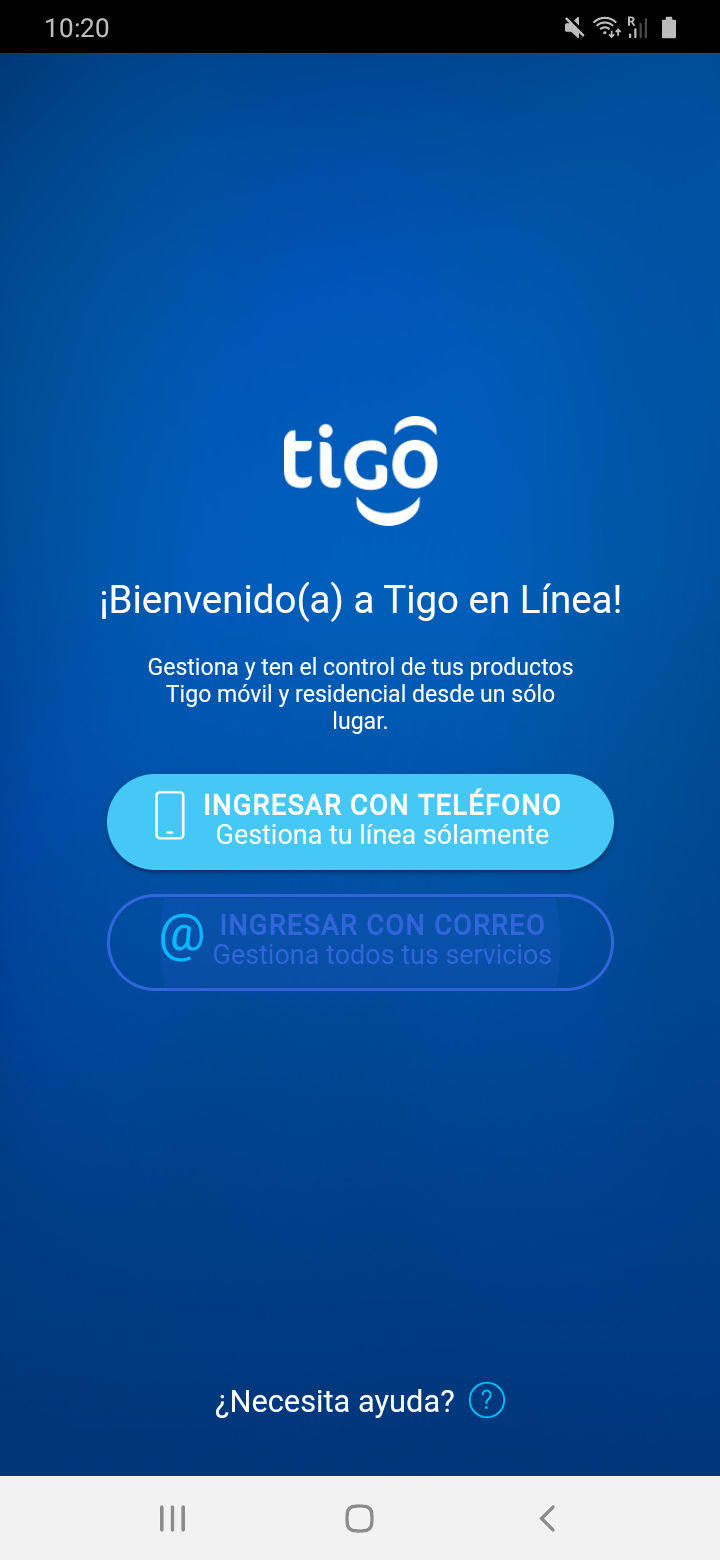 10:20
R
tigo
¡Bienvenido(a) a Tigo en Línea!
Gestiona y ten el control de tus productos
Tigo móvil y residencial desde un sólo
lugar.
INGRESAR CON TELÉFONO
Gestiona tu línea sólamente
@ INGRESAR CON CORREO
Gestiona todos tus servicios
¿Necesita ayuda? ?